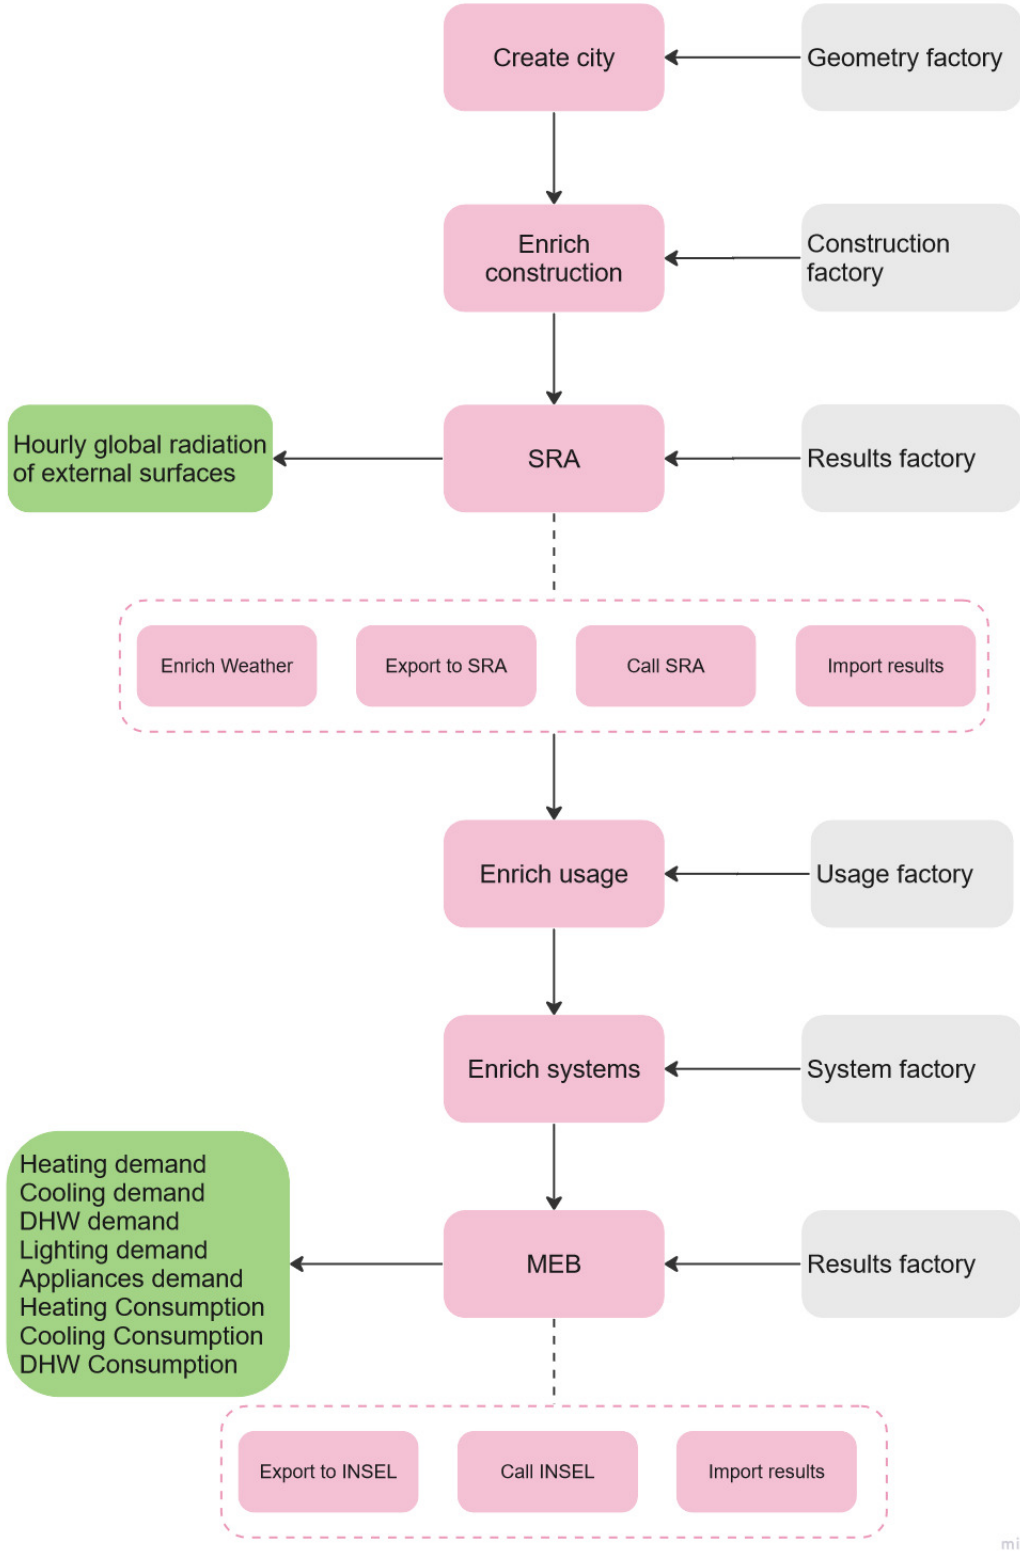 Create city
Geometry factory
Enrich
construction
Construction
factory
Hourly global radiation
of external surfaces
SRA
Results factory
Enrich Weather
Export to SRA
Call SRA
Import results
Enrich usage
Usage factory
Enrich systems
System factory
Heating demand
Cooling demand
DHW demand
Lighting demand
Appliances demand
Heating Consumption
Cooling Consumption
DHW Consumption
MEB
Results factory
Export to INSEL
Call INSEL
Import results
mi